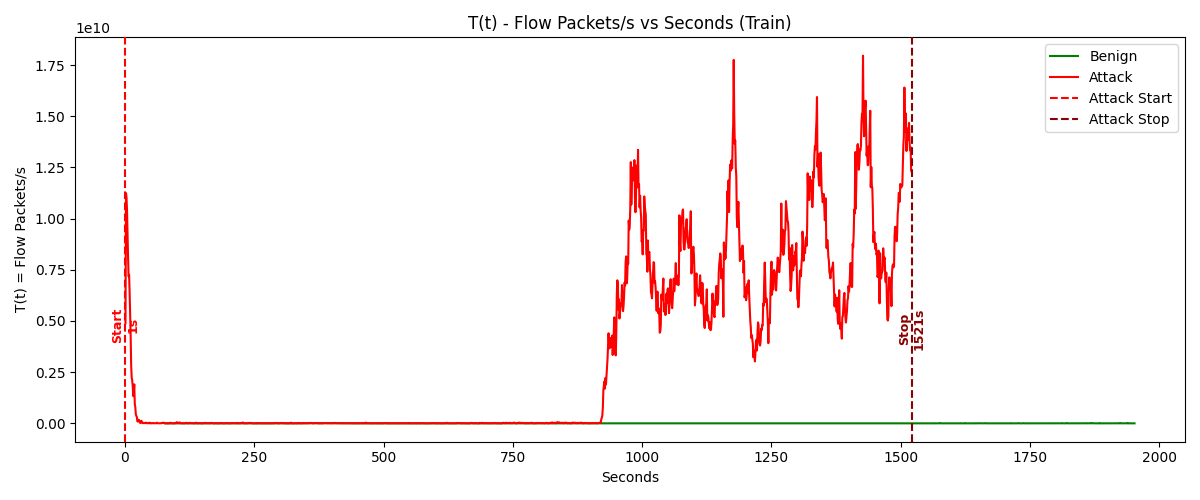 T(t) - Flow Packets/s vs Seconds (Train)
1e10
1.75
1.50
1.25
1.00
0.75
0.50
0.25
0.00
T(t) = Flow Packets/s
Benign
Attack
Attack Start
Attack Stop
Start
1s
Stop
1521s
0 250 500 750 1000 1250 1500 1750 2000
Seconds